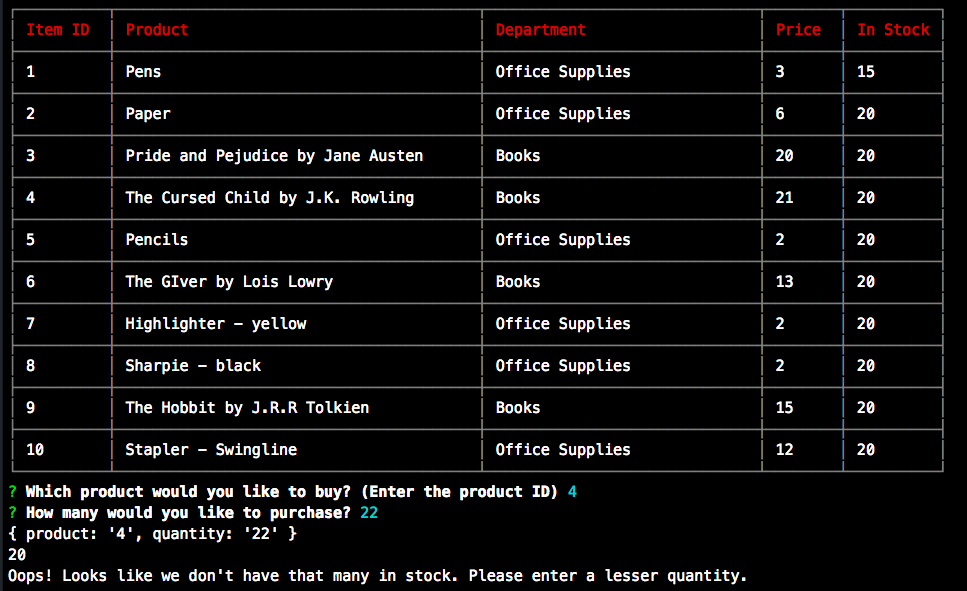 Item ID Product Department Price In Stock
1 Pens Office Supplies 3 15
2 Paper Office Supplies 6 20
3 Pride and Pejudice by Jane Austen Books 20 20
4 The Cursed Child by J.K. Rowling Books 21 20
5 Pencils Office Supplies 2 20
6 The GIver by Lois Lowry Books 13 20
7 Highlighter - yellow Office Supplies 2 20
8 Sharpie - black Office Supplies 2 20
9 The Hobbit by J.R.R Tolkien Books 15 20
10 Stapler - Swingline Office Supplies 12 20
? Which product would you like to buy? (Enter the product ID) 4
? How many would you like to purchase? 22
{ product: '4', quantity: '22' }
20
Oops! Looks like we don't have that many in stock. Please enter a lesser quantity.